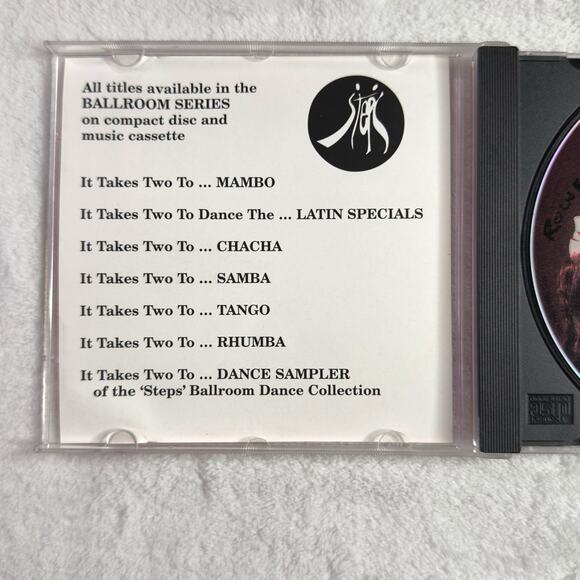 All titles available in the
BALLROOM SERIES
on compact disc and
music cassette
Steps
It Takes Two To ... MAMBO
It Takes Two To Dance The ... LATIN SPECIALS
It Takes Two To ... CHACHA
It Takes Two To ... SAMBA
It Takes Two To ... TANGO
It Takes Two To ... RHUMBA
It Takes Two To ... DANCE SAMPLER
of the ‘Steps’ Ballroom Dance Collection